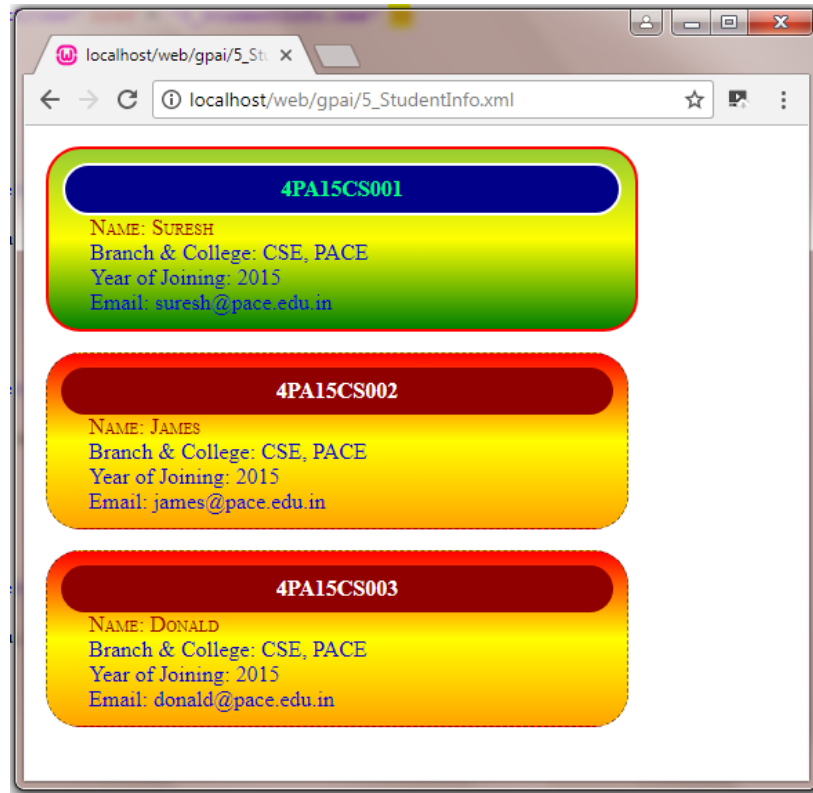 localhost/web/gpai/5_St
localhost/web/gpai/5_StudentInfo.xml
4PA15CS001
Name: Suresh
Branch & College: CSE, PACE
Year of Joining: 2015
Email: suresh@pace.edu.in
4PA15CS002
Name: James
Branch & College: CSE, PACE
Year of Joining: 2015
Email: james@pace.edu.in
4PA15CS003
Name: Donald
Branch & College: CSE, PACE
Year of Joining: 2015
Email: donald@pace.edu.in